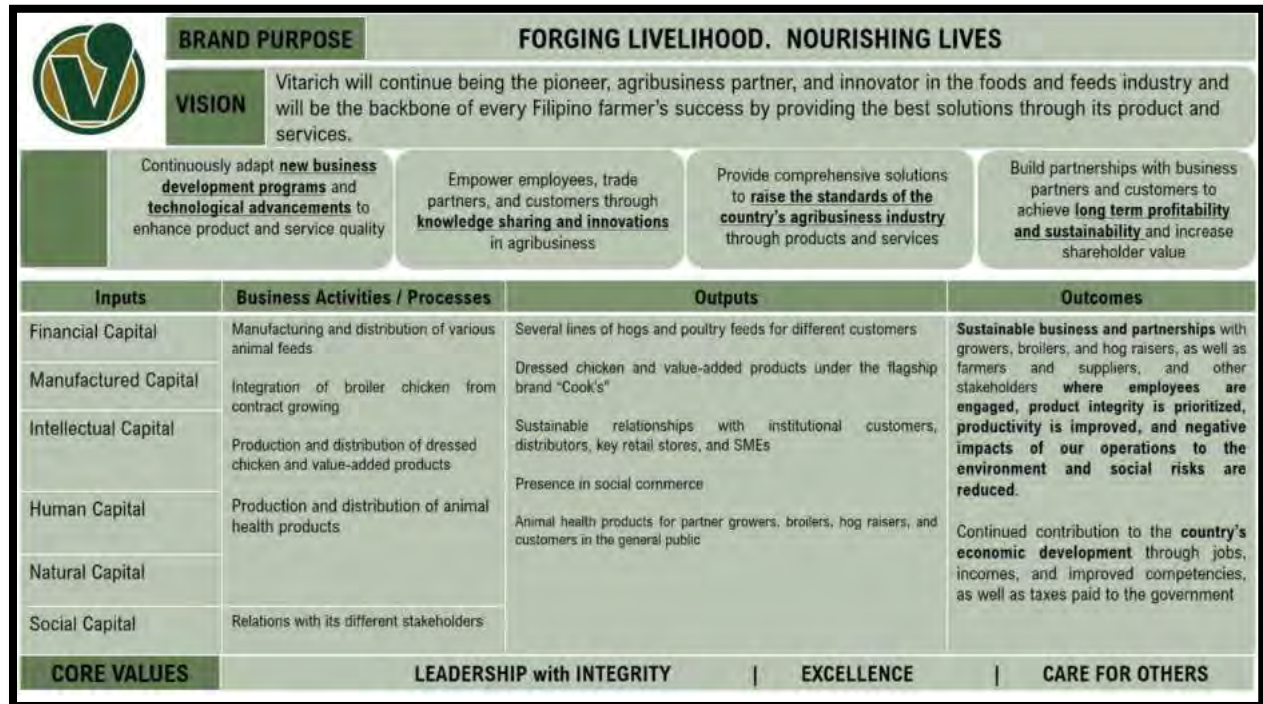 BRAND PURPOSE
FORGING LIVELIHOOD. NOURISHING LIVES
VISION
Vitarich will continue being the pioneer, agribusiness partner, and innovator in the foods and feeds industry and
will be the backbone of every Filipino farmer's success by providing the best solutions through its product and
services.
Continuously adapt new business
development programs and
technological advancements to
enhance product and service quality
Empower employees, trade
partners, and customers through
knowledge sharing and innovations
in agribusiness
Provide comprehensive solutions
to raise the standards of the
country's agribusiness industry
through products and services
Build partnerships with business
partners and customers to
achieve long term profitability
and sustainability and increase
shareholder value
Inputs
Business Activities / Processes
Outputs
Outcomes
Financial Capital
Manufactured Capital
Intellectual Capital
Human Capital
Natural Capital
Social Capital
Manufacturing and distribution of various
animal feeds
Integration of broiler chicken from
contract growing
Production and distribution of dressed
chicken and value-added products
Production and distribution of animal
health products
Relations with its different stakeholders
Several lines of hogs and poultry feeds for different customers
Dressed chicken and value-added products under the flagship
brand "Cook's"
Sustainable relationships with institutional customers,
distributors, key retail stores, and SMEs
Presence in social commerce
Animal health products for partner growers, broilers, hog raisers, and
customers in the general public
Sustainable business and partnerships with
growers, broilers, and hog raisers, as well as
farmers and suppliers, and other
stakeholders where employees are
engaged, product integrity is prioritized,
productivity is improved, and negative
impacts of our operations to the
environment and social risks are
reduced.
Continued contribution to the country's
economic development through jobs,
incomes, and improved competencies,
as well as taxes paid to the government
CORE VALUES
LEADERSHIP with INTEGRITY | EXCELLENCE | CARE FOR OTHERS